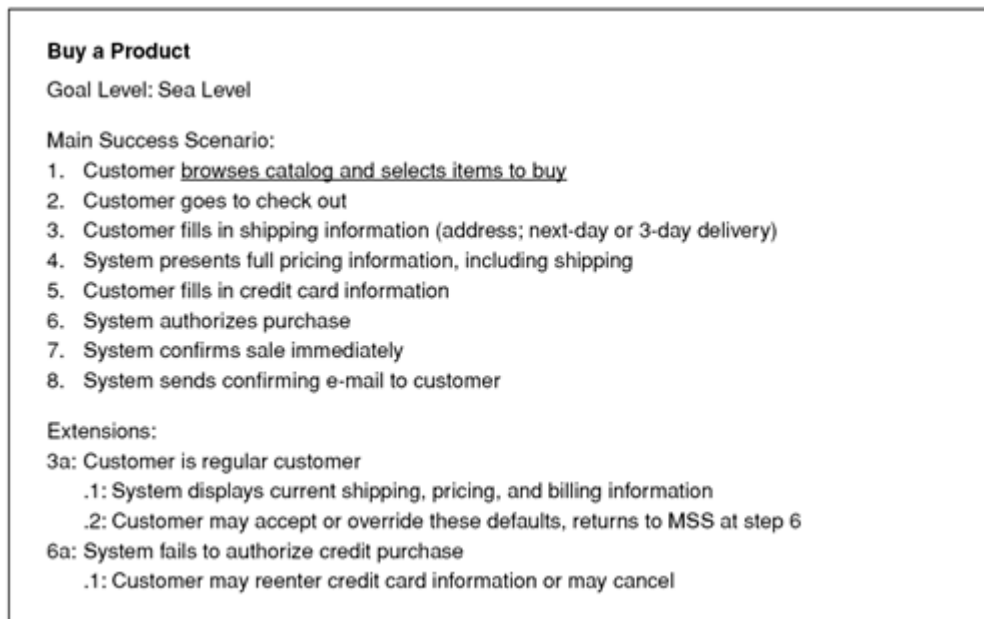 Buy a Product
Goal Level: Sea Level
Main Success Scenario:
1. Customer browses catalog and selects items to buy
2. Customer goes to check out
3. Customer fills in shipping information (address; next-day or 3-day delivery)
4. System presents full pricing information, including shipping
5. Customer fills in credit card information
6. System authorizes purchase
7. System confirms sale immediately
8. System sends confirming e-mail to customer
Extensions:
3a: Customer is regular customer
.1: System displays current shipping, pricing, and billing information
.2: Customer may accept or override these defaults, returns to MSS at step 6
6a: System fails to authorize credit purchase
.1: Customer may reenter credit card information or may cancel